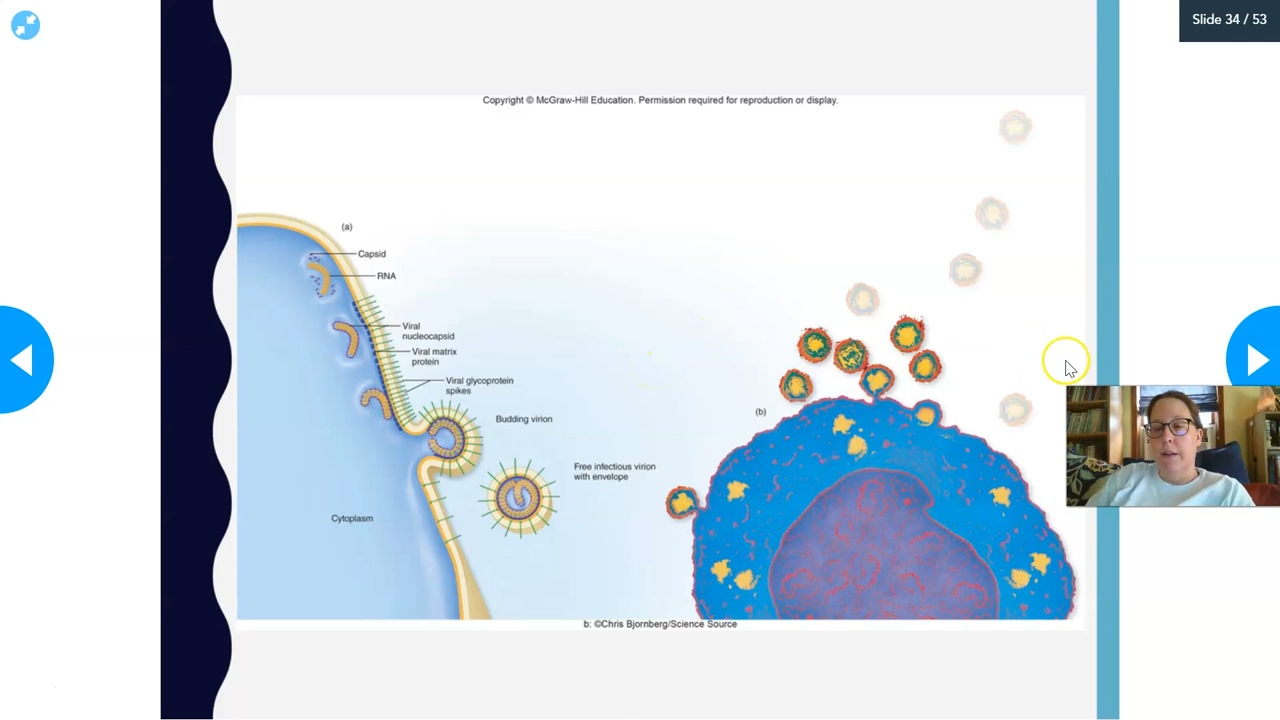 Slide 34 / 53
Copyright © McGraw-Hill Education. Permission required for reproduction or display.
(a)
Capsid
RNA
Viral
nucleocapsid
Viral matrix
protein
Viral glycoprotein
spikes
Budding virion
(b)
Free infectious virion
with envelope
Cytoplasm
b: ©Chris Bjornberg/Science Source